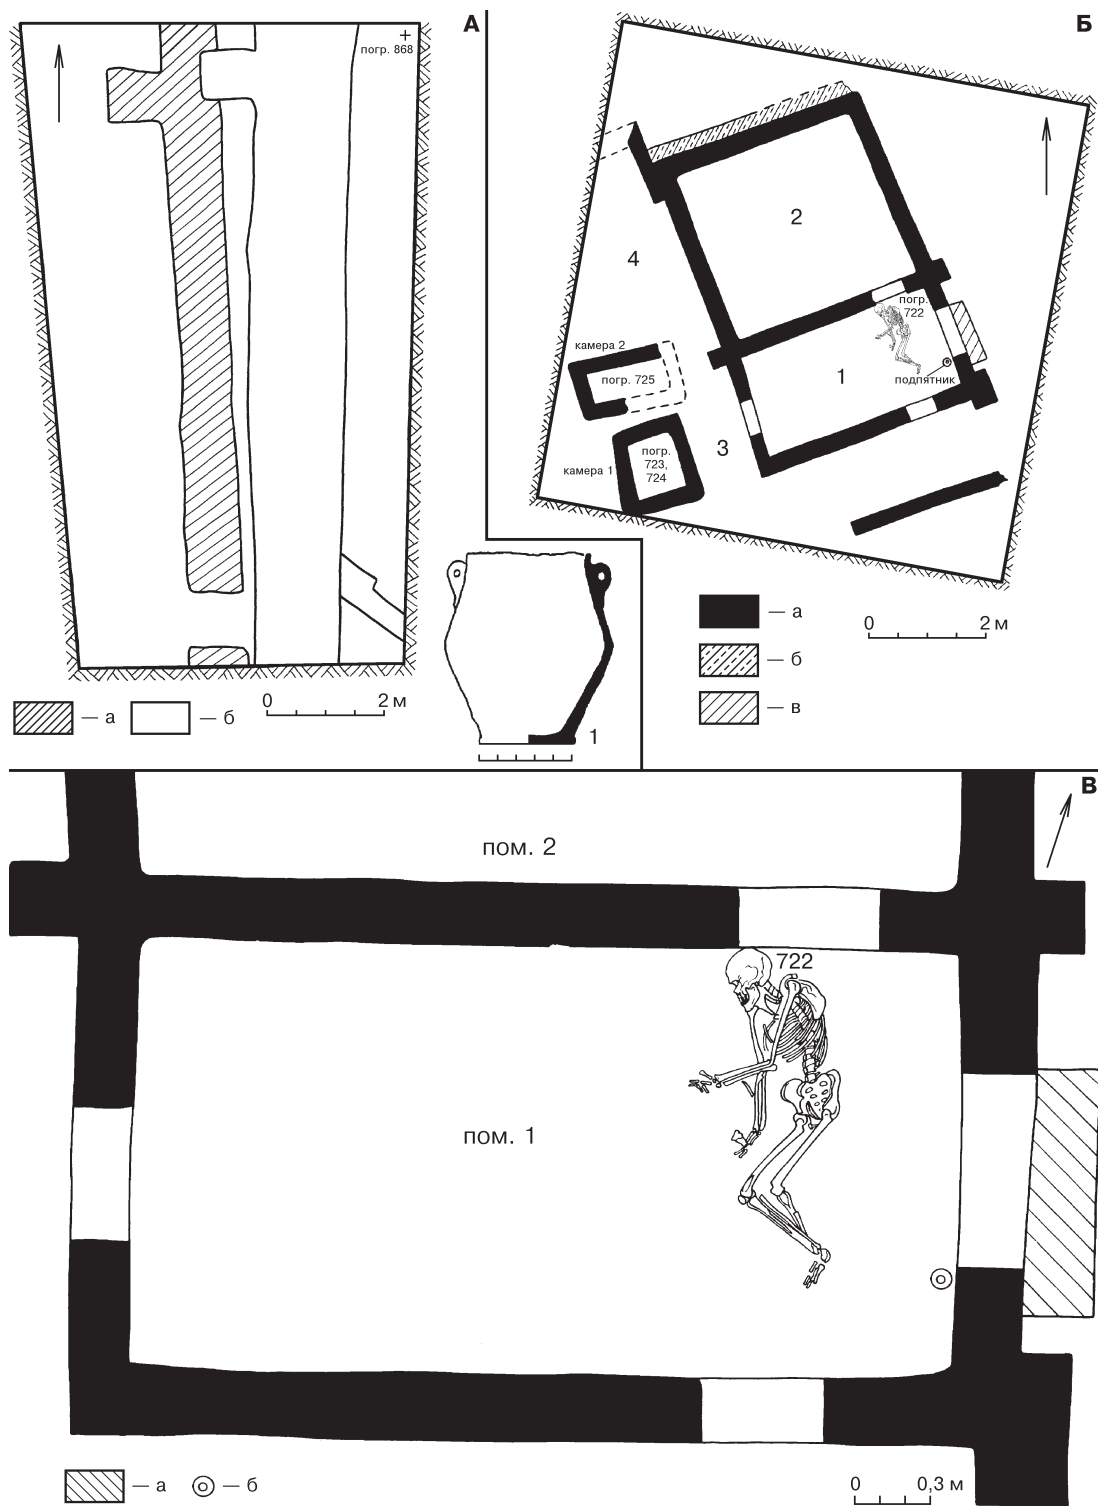 А
+
погр. 868
— а
— б
0 2 м
1
Б
2
4
погр.
722
камера 2
погр. 725
1
подпятник
3
камера 1
погр.
723,
724
— а
— б
— в
0 2 м
В
пом. 2
722
пом. 1
— а
— б
0 0,3 м